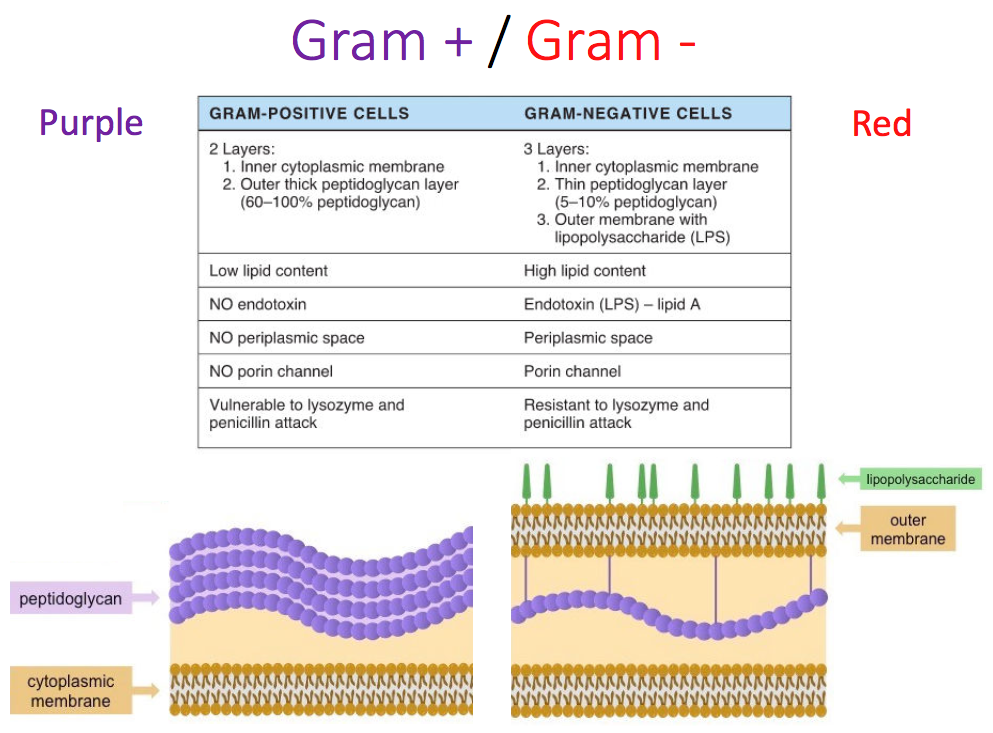 Gram + / Gram -
Purple
Red
GRAM-POSITIVE CELLS
GRAM-NEGATIVE CELLS
2 Layers:
1. Inner cytoplasmic membrane
2. Outer thick peptidoglycan layer
(60–100% peptidoglycan)
3 Layers:
1. Inner cytoplasmic membrane
2. Thin peptidoglycan layer
(5–10% peptidoglycan)
3. Outer membrane with
lipopolysaccharide (LPS)
Low lipid content
High lipid content
NO endotoxin
Endotoxin (LPS) – lipid A
NO periplasmic space
Periplasmic space
NO porin channel
Porin channel
Vulnerable to lysozyme and
penicillin attack
Resistant to lysozyme and
penicillin attack
lipopolysaccharide
outer
membrane
peptidoglycan
cytoplasmic
membrane